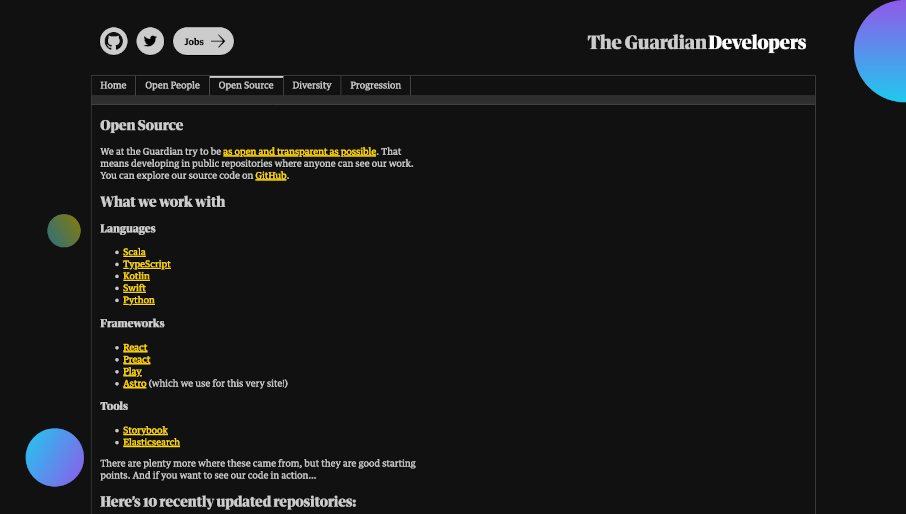 Jobs
The Guardian Developers
Home Open People Open Source Diversity Progression
Open Source
We at the Guardian try to be as open and transparent as possible. That
means developing in public repositories where anyone can see our work.
You can explore our source code on GitHub.
What we work with
Languages
• Scala
• TypeScript
• Kotlin
• Swift
• Python
Frameworks
• React
• Preact
• Play
• Astro (which we use for this very site!)
Tools
• Storybook
• Elasticsearch
There are plenty more where these came from, but they are good starting
points. And if you want to see our code in action...
Here's 10 recently updated repositories: